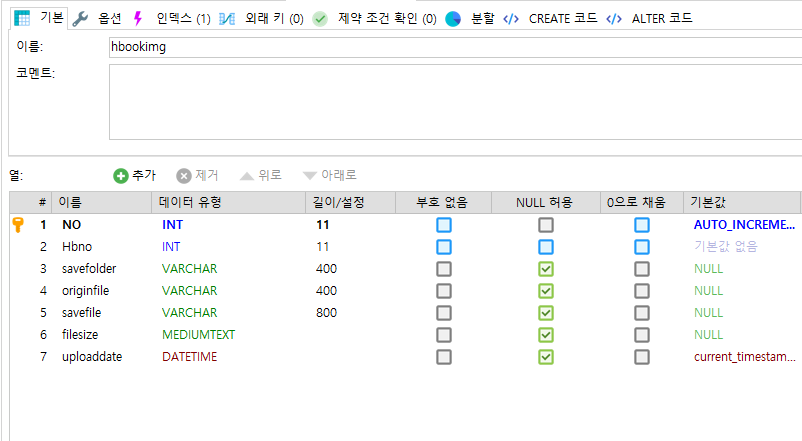 기본 옵션 인덱스 (1) 외래 키 (0) 제약 조건 확인 (0) 분할 CREATE 코드 ALTER 코드
이름: hbookimg
코멘트:
열: 추가 제거 위로 아래로
# 이름 데이터 유형 길이/설정 부호 없음 NULL 허용 0으로 채움 기본값
1 NO INT 11 AUTO_INCREME...
2 Hbno INT 11 기본값 없음
3 savefolder VARCHAR 400 NULL
4 originfile VARCHAR 400 NULL
5 savefile VARCHAR 800 NULL
6 filesize MEDIUMTEXT NULL
7 uploaddate DATETIME current_timestam...